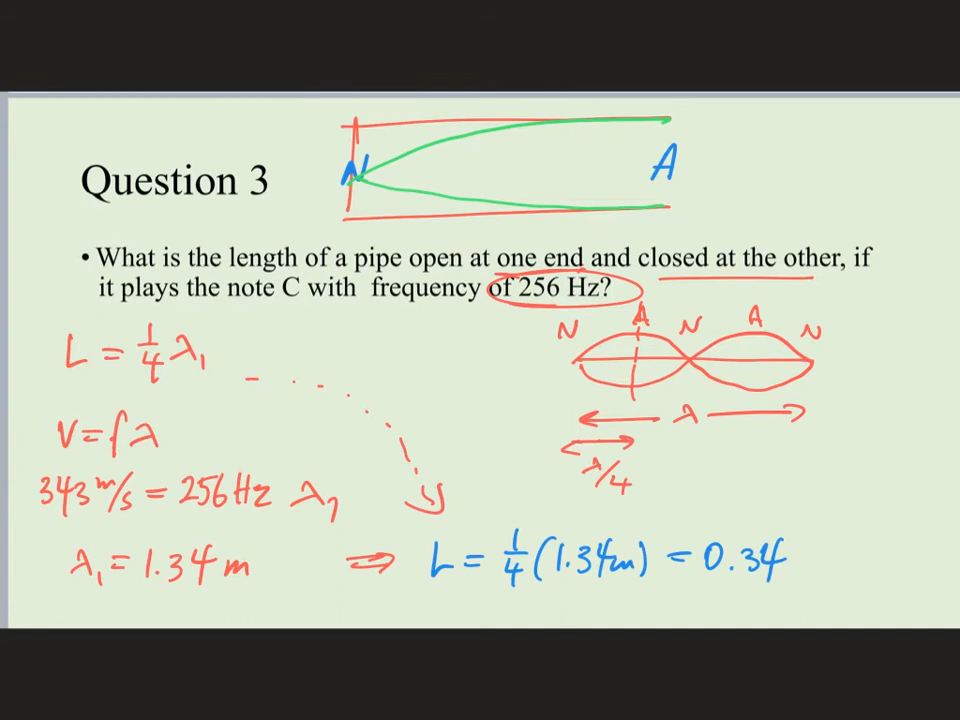 N A
Question 3
• What is the length of a pipe open at one end and closed at the other, if
it plays the note C with frequency of 256 Hz?
N A N A N
L = 1/4 λ₁
λ
V = fλ
λ/4
343 m/s = 256 Hz λ₁
λ₁ = 1.34 m ⇒ L = 1/4 (1.34m) = 0.34